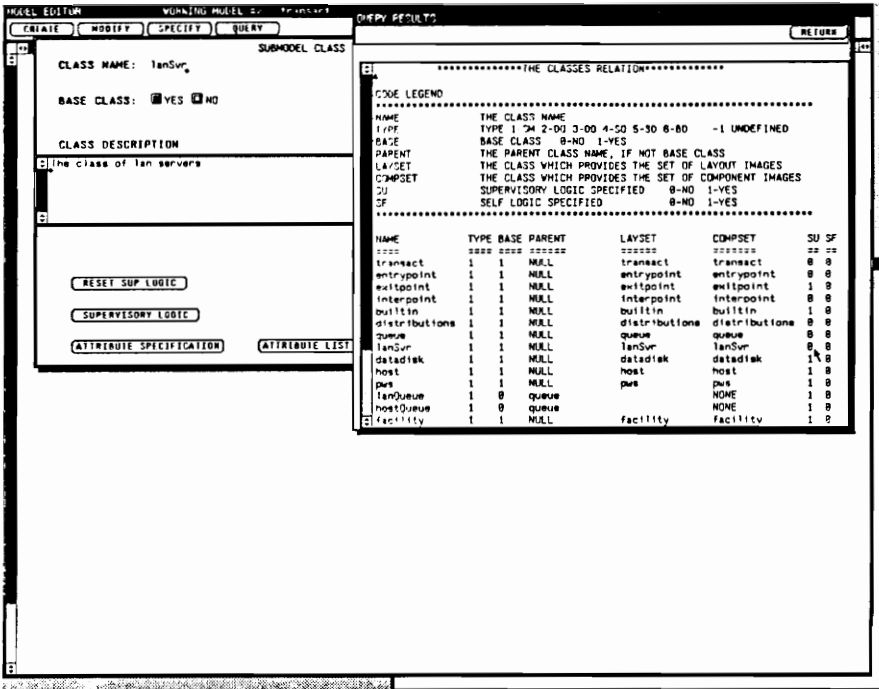 MODEL EDITOR WORKING MODEL => transact
CREATE MODIFY SPECIFY QUERY
SUBMODEL CLASS
CLASS NAME: lanSvr
BASE CLASS: YES NO
CLASS DESCRIPTION
The class of lan servers
RESET SUP LOGIC
SUPERVISORY LOGIC
ATTRIBUTE SPECIFICATION ATTRIBUTE LIST
QUERY RESULTS
RETURN
**************THE CLASSES RELATION*************
CODE LEGEND
NAME THE CLASS NAME
TYPE TYPE 1 SM 2-DO 3-DO 4-SO 5-SO 6-BO -1 UNDEFINED
BASE BASE CLASS 0-NO 1-YES
PARENT THE PARENT CLASS NAME, IF NOT BASE CLASS
LAYSET THE CLASS WHICH PROVIDES THE SET OF LAYOUT IMAGES
COMPSET THE CLASS WHICH PROVIDES THE SET OF COMPONENT IMAGES
SU SUPERVISORY LOGIC SPECIFIED 0-NO 1-YES
SF SELF LOGIC SPECIFIED 0-NO 1-YES
NAME TYPE BASE PARENT LAYSET COMPSET SU SF
==== ==== ==== ====== ====== ======= == ==
transact 1 1 NULL transact transact 0 0
entrypoint 1 1 NULL entrypoint entrypoint 0 0
exitpoint 1 1 NULL exitpoint exitpoint 1 0
interpoint 1 1 NULL interpoint interpoint 0 0
builtin 1 1 NULL builtin builtin 1 0
distributions 1 1 NULL distributions distributions 0 0
queue 1 1 NULL queue queue 0 0
lanSvr 1 1 NULL lanSvr lanSvr 0 0
datadisk 1 1 NULL datadisk datadisk 1 0
host 1 1 NULL host host 1 0
pws 1 1 NULL pws pws 1 0
lanQueue 1 0 queue NONE 1 0
hostQueue 1 0 queue NONE 1 0
facility 1 1 NULL facility facility 1 0